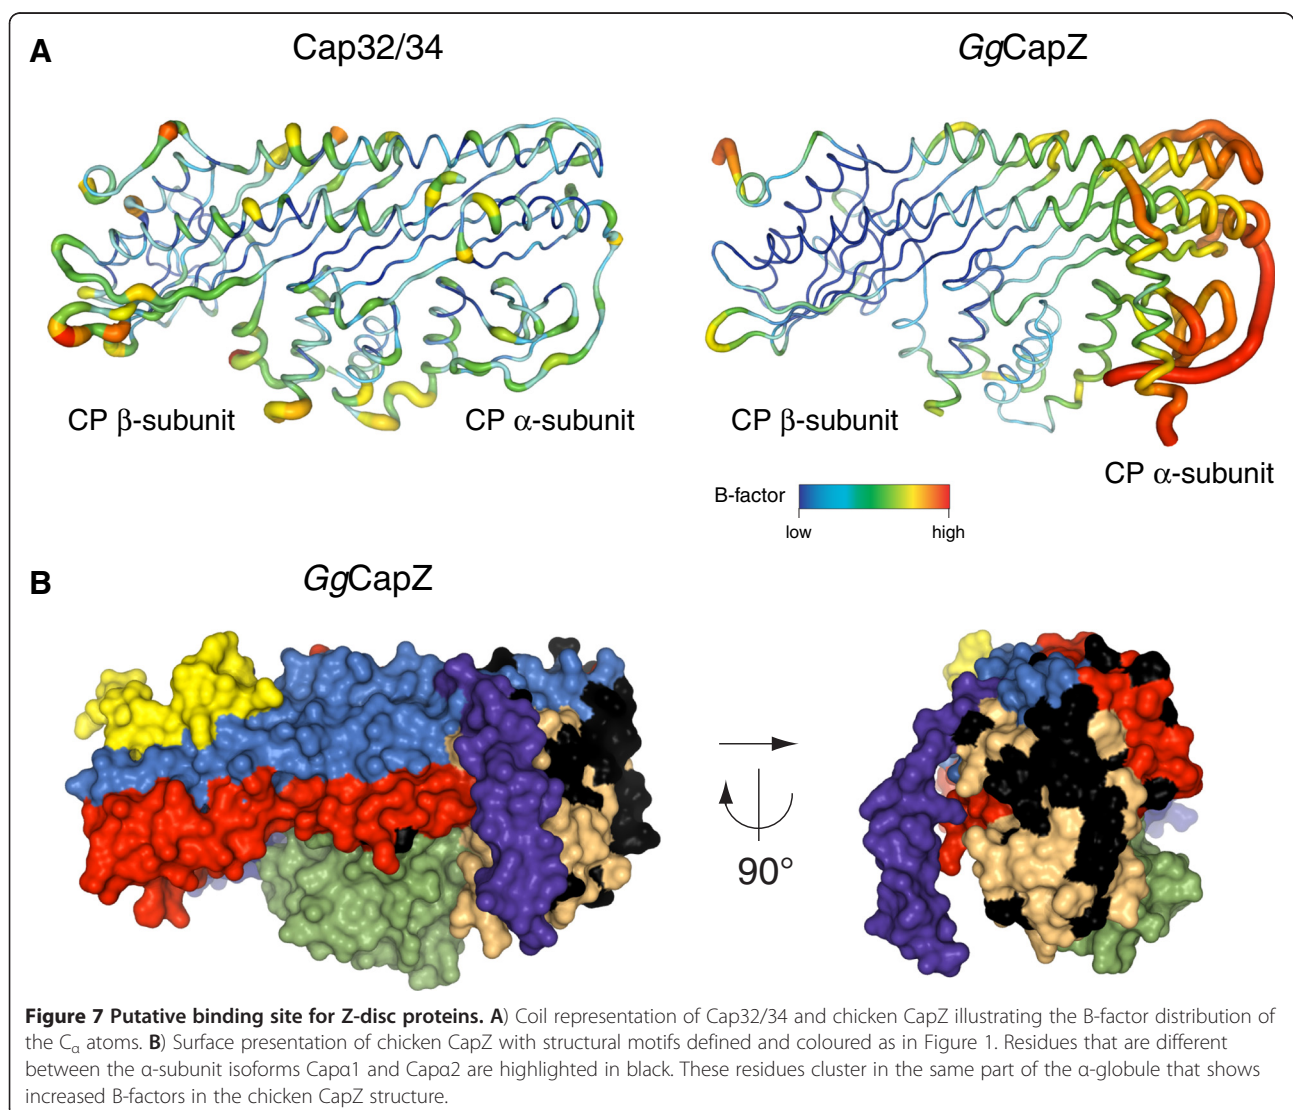 A
Cap32/34
GgCapZ
CP β-subunit
CP α-subunit
CP β-subunit
CP α-subunit
B-factor
low
high
B
GgCapZ
90°
Figure 7 Putative binding site for Z-disc proteins. A) Coil representation of Cap32/34 and chicken CapZ illustrating the B-factor distribution of
the Cα atoms. B) Surface presentation of chicken CapZ with structural motifs defined and coloured as in Figure 1. Residues that are different
between the α-subunit isoforms Capα1 and Capα2 are highlighted in black. These residues cluster in the same part of the α-globule that shows
increased B-factors in the chicken CapZ structure.